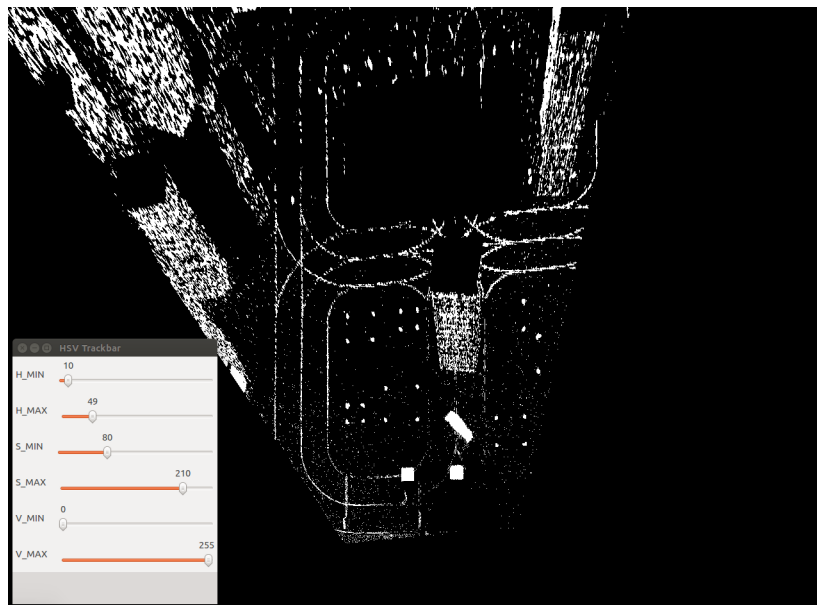 HSV Trackbar
10
H_MIN
49
H_MAX
80
S_MIN
210
S_MAX
0
V_MIN
255
V_MAX